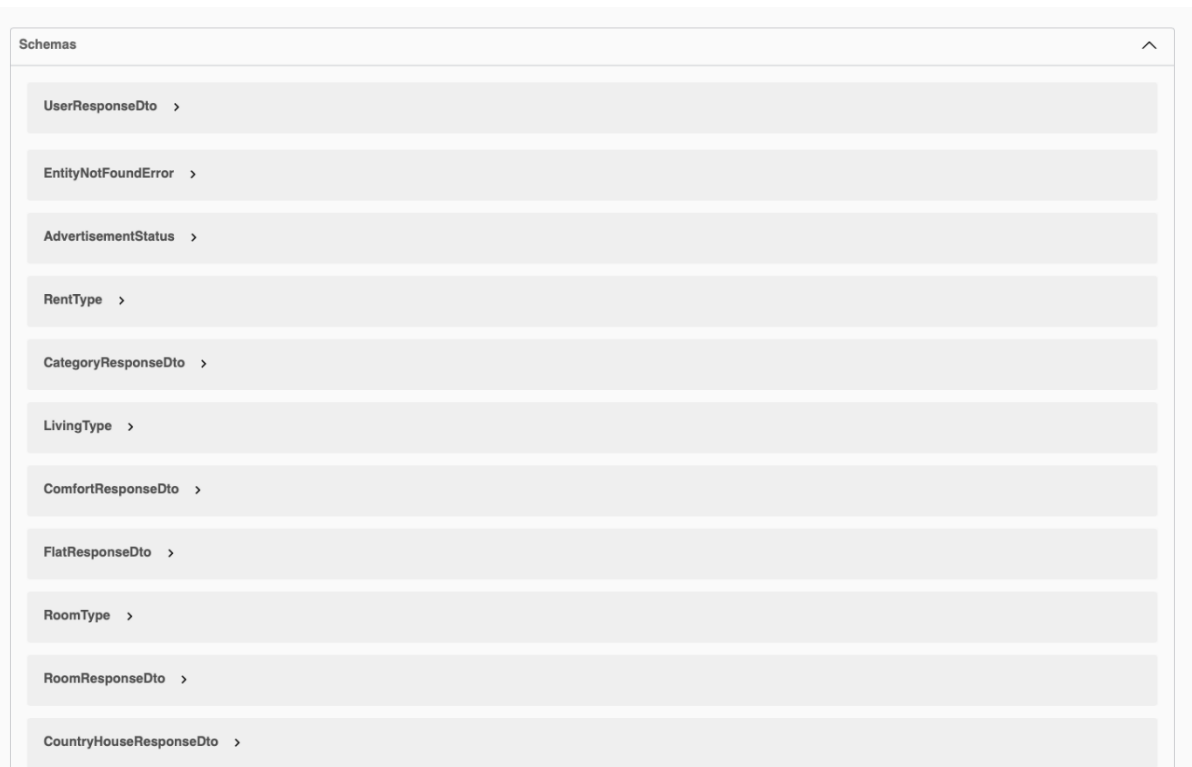 Schemas
UserResponseDto
EntityNotFoundError
AdvertisementStatus
RentType
CategoryResponseDto
LivingType
ComfortResponseDto
FlatResponseDto
RoomType
RoomResponseDto
CountryHouseResponseDto